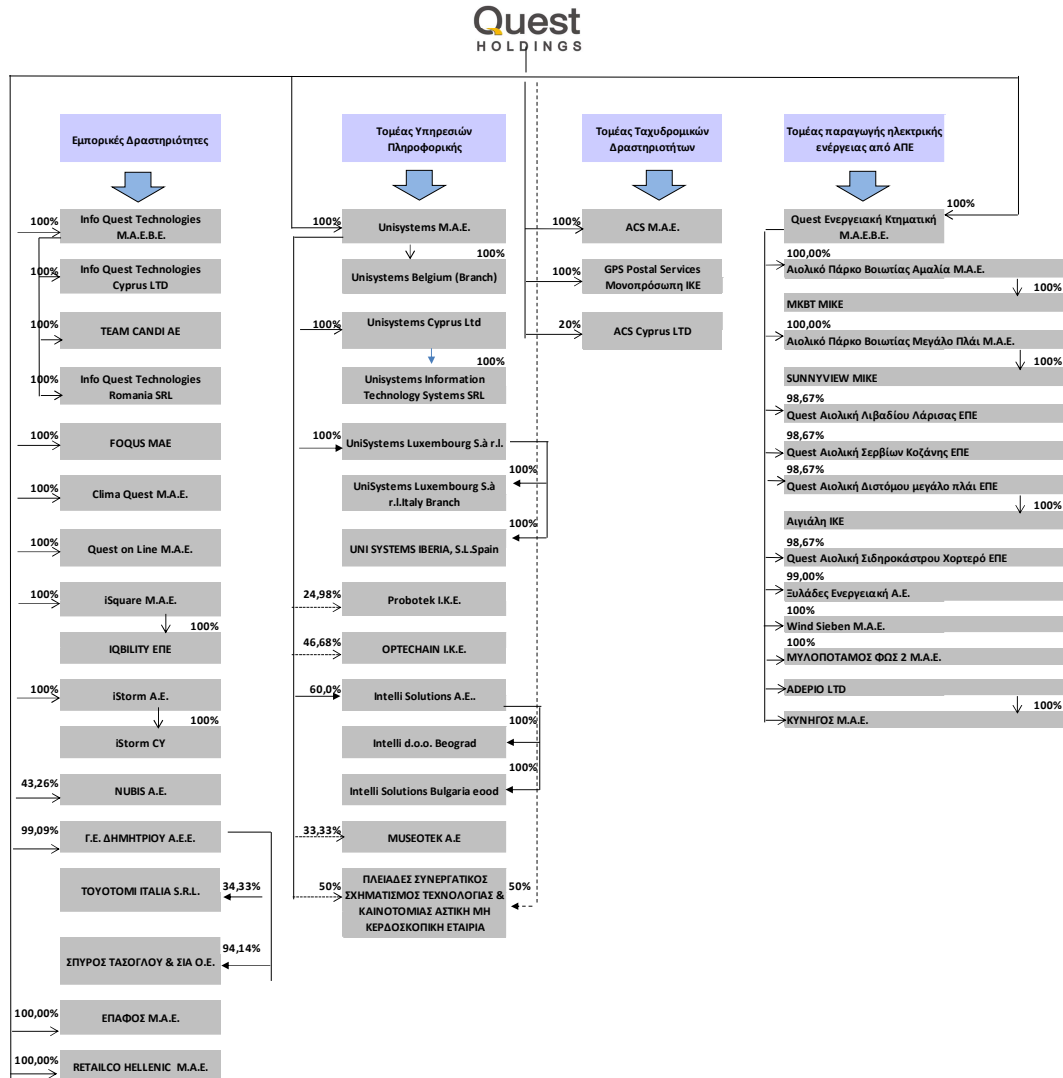 Quest
HOLDINGS
Εμπορικές Δραστηριότητες
100%
Info Quest Technologies
Μ.Α.Ε.Β.Ε.
100%
Info Quest Technologies
Cyprus LTD
100%
TEAM CANDI AE
100%
Info Quest Technologies
Romania SRL
100%
FOQUS MAE
100%
Clima Quest Μ.Α.Ε.
100%
Quest on Line Μ.Α.Ε.
100%
iSquare Μ.Α.Ε.
100%
IQBILITY ΕΠΕ
100%
iStorm Α.Ε.
100%
iStorm CY
43,26%
NUBIS Α.Ε.
99,09%
Γ.Ε. ΔΗΜΗΤΡΙΟΥ Α.Ε.Ε.
TOYOTOMI ITALIA S.R.L.
34,33%
94,14%
ΣΠΥΡΟΣ ΤΑΣΟΓΛΟΥ & ΣΙΑ Ο.Ε.
100,00%
ΕΠΑΦΟΣ Μ.Α.Ε.
100,00%
RETAILCO HELLENIC Μ.Α.Ε.
Τομέας Υπηρεσιών
Πληροφορικής
100%
Unisystems Μ.Α.Ε.
100%
Unisystems Belgium (Branch)
100%
Unisystems Cyprus Ltd
100%
Unisystems Information
Technology Systems SRL
100%
UniSystems Luxembourg S.à r.l.
100%
UniSystems Luxembourg S.à
r.l.Italy Branch
100%
UNI SYSTEMS IBERIA, S.L.Spain
24,98%
Probotek Ι.Κ.Ε.
46,68%
OPTECHAIN Ι.Κ.Ε.
60,0%
Intelli Solutions Α.Ε..
100%
Intelli d.o.o. Beograd
100%
Intelli Solutions Bulgaria eood
33,33%
MUSEOTEK Α.Ε
50%
ΠΛΕΙΑΔΕΣ ΣΥΝΕΡΓΑΤΙΚΟΣ
ΣΧΗΜΑΤΙΣΜΟΣ ΤΕΧΝΟΛΟΓΙΑΣ &
ΚΑΙΝΟΤΟΜΙΑΣ ΑΣΤΙΚΗ ΜΗ
ΚΕΡΔΟΣΚΟΠΙΚΗ ΕΤΑΙΡΙΑ
50%
Τομέας Ταχυδρομικών
Δραστηριοτήτων
100%
ACS Μ.Α.Ε.
100%
GPS Postal Services
Μονοπρόσωπη ΙΚΕ
20%
ACS Cyprus LTD
Τομέας παραγωγής ηλεκτρικής
ενέργειας από ΑΠΕ
100%
Quest Ενεργειακή Κτηματική
Μ.Α.Ε.Β.Ε.
100,00%
Αιολικό Πάρκο Βοιωτίας Αμαλία Μ.Α.Ε.
100%
ΜΚΒΤ ΜΙΚΕ
100,00%
Αιολικό Πάρκο Βοιωτίας Μεγάλο Πλάι Μ.Α.Ε.
100%
SUNNYVIEW ΜΙΚΕ
98,67%
Quest Αιολική Λιβαδίου Λάρισας ΕΠΕ
98,67%
Quest Αιολική Σερβίων Κοζάνης ΕΠΕ
98,67%
Quest Αιολική Διστόμου μεγάλο πλάι ΕΠΕ
100%
Αιγιάλη ΙΚΕ
98,67%
Quest Αιολική Σιδηροκάστρου Χορτερό ΕΠΕ
99,00%
Ξυλάδες Ενεργειακή Α.Ε.
100%
Wind Sieben Μ.Α.Ε.
100%
ΜΥΛΟΠΟΤΑΜΟΣ ΦΩΣ 2 Μ.Α.Ε.
ADEPIO LTD
100%
ΚΥΝΗΓΟΣ Μ.Α.Ε.